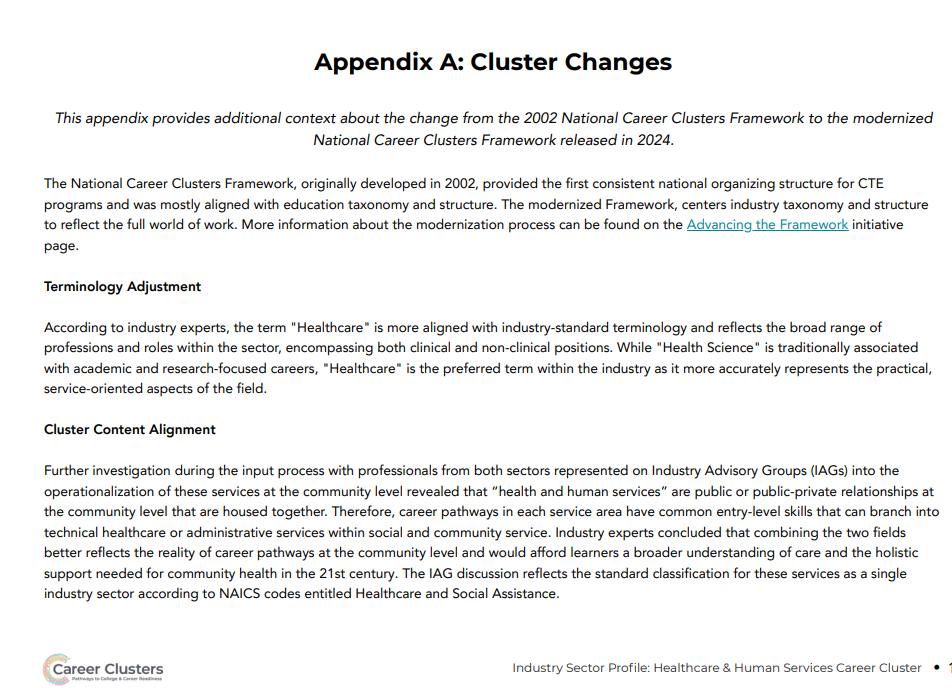 Appendix A: Cluster Changes
This appendix provides additional context about the change from the 2002 National Career Clusters Framework to the modernized
National Career Clusters Framework released in 2024.
The National Career Clusters Framework, originally developed in 2002, provided the first consistent national organizing structure for CTE
programs and was mostly aligned with education taxonomy and structure. The modernized Framework, centers industry taxonomy and structure
to reflect the full world of work. More information about the modernization process can be found on the Advancing the Framework initiative
page.
Terminology Adjustment
According to industry experts, the term "Healthcare" is more aligned with industry-standard terminology and reflects the broad range of
professions and roles within the sector, encompassing both clinical and non-clinical positions. While "Health Science" is traditionally associated
with academic and research-focused careers, "Healthcare" is the preferred term within the industry as it more accurately represents the practical,
service-oriented aspects of the field.
Cluster Content Alignment
Further investigation during the input process with professionals from both sectors represented on Industry Advisory Groups (IAGs) into the
operationalization of these services at the community level revealed that “health and human services” are public or public-private relationships at
the community level that are housed together. Therefore, career pathways in each service area have common entry-level skills that can branch into
technical healthcare or administrative services within social and community service. Industry experts concluded that combining the two fields
better reflects the reality of career pathways at the community level and would afford learners a broader understanding of care and the holistic
support needed for community health in the 21st century. The IAG discussion reflects the standard classification for these services as a single
industry sector according to NAICS codes entitled Healthcare and Social Assistance.
Career Clusters
Pathways to College & Career Readiness
Industry Sector Profile: Healthcare & Human Services Career Cluster •